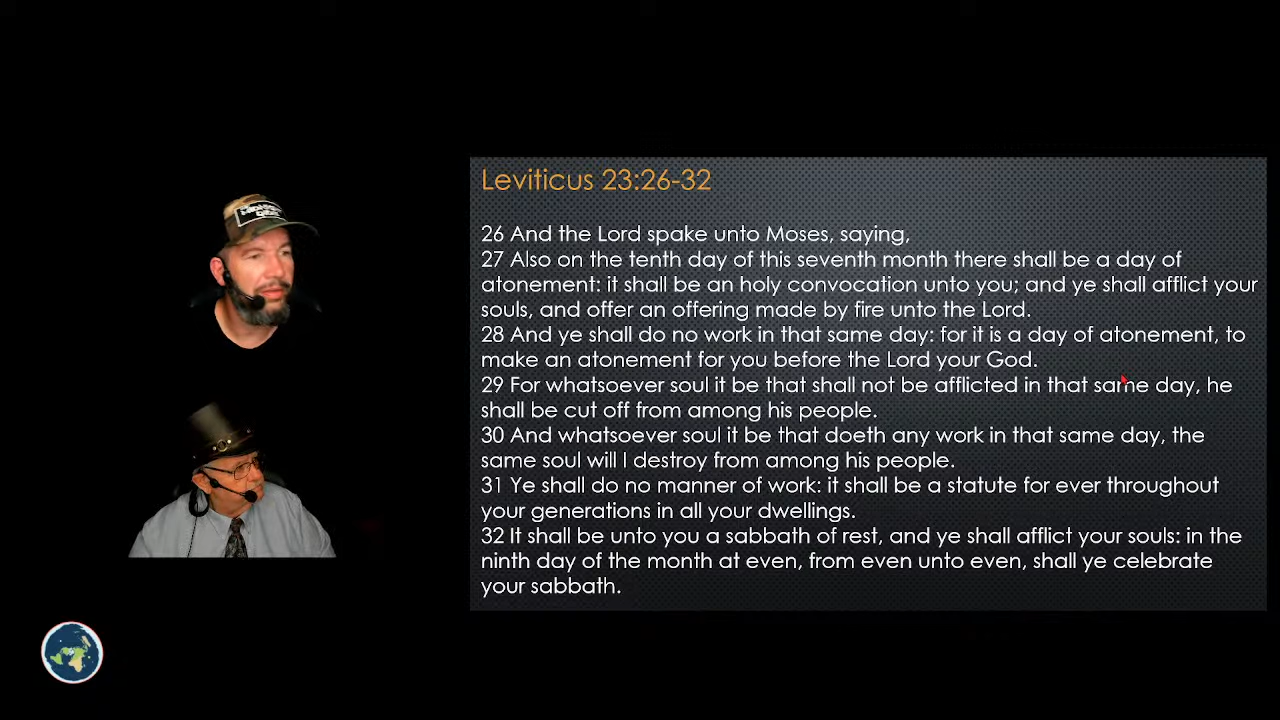 Leviticus 23:26-32
26 And the Lord spake unto Moses, saying,
27 Also on the tenth day of this seventh month there shall be a day of
atonement: it shall be an holy convocation unto you; and ye shall afflict your
souls, and offer an offering made by fire unto the Lord.
28 And ye shall do no work in that same day: for it is a day of atonement, to
make an atonement for you before the Lord your God.
29 For whatsoever soul it be that shall not be afflicted in that same day, he
shall be cut off from among his people.
30 And whatsoever soul it be that doeth any work in that same day, the
same soul will I destroy from among his people.
31 Ye shall do no manner of work: it shall be a statute for ever throughout
your generations in all your dwellings.
32 It shall be unto you a sabbath of rest, and ye shall afflict your souls: in the
ninth day of the month at even, from even unto even, shall ye celebrate
your sabbath.